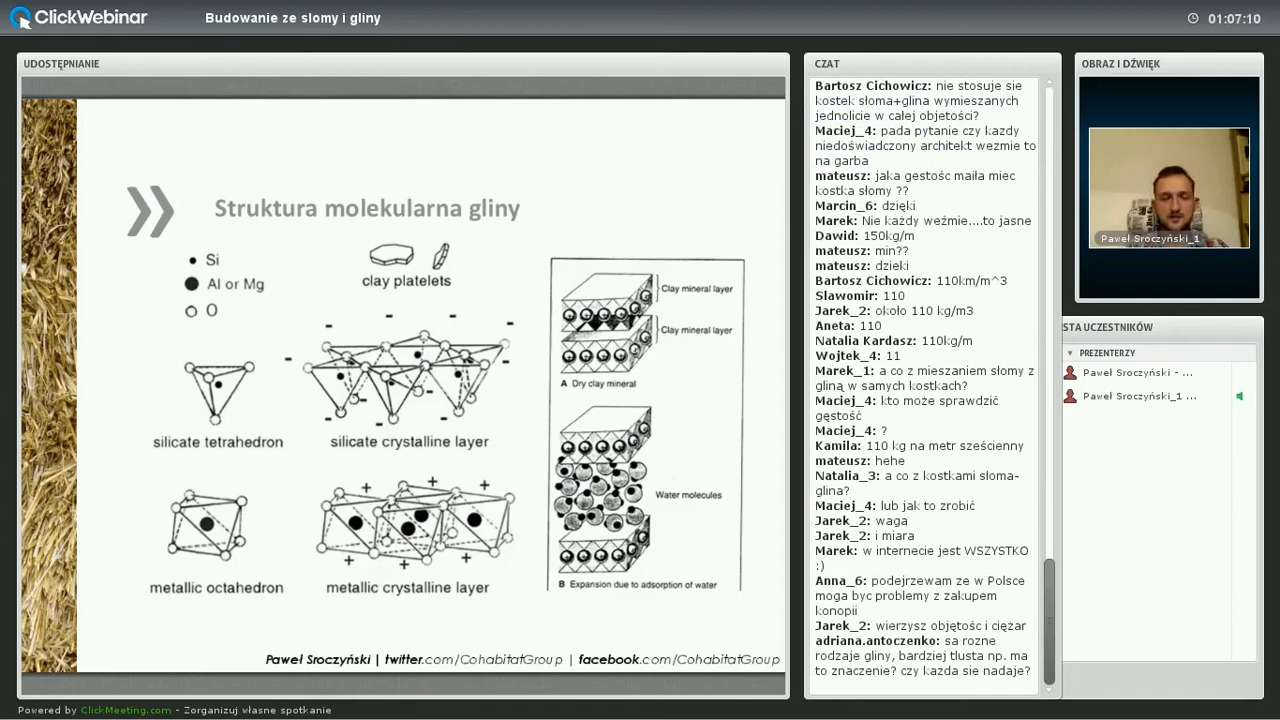 ClickWebinar
Budowanie ze slomy i gliny
01:07:10
UDOSTĘPNIANIE
Struktura molekularna gliny
Si
Al or Mg
O
clay platelets
silicate tetrahedron
silicate crystalline layer
metallic octahedron
metallic crystalline layer
Clay mineral layer
Clay mineral layer
A Dry clay mineral
Water molecules
B Expansion due to adsorption of water
Paweł Sroczyński | twitter.com/CohabitatGroup | facebook.com/CohabitatGroup
CZAT
Bartosz Cichowicz: nie stosuje sie
kostek słoma+glina wymieszanych
jednolicie w całej objetości?
Maciej_4: pada pytanie czy kazdy
niedoświadczony architekt wezmie to
na garba
mateusz: jaka gestośc maiła miec
kostka słomy ??
Marcin_6: dzięki
Marek: Nie każdy weźmie....to jasne
Dawid: 150kg/m
mateusz: min??
mateusz: dzieki
Bartosz Cichowicz: 110km/m^3
Slawomir: 110
Jarek_2: około 110 kg/m3
Aneta: 110
Natalia Kardasz: 110kg/m
Wojtek_4: 11
Marek_1: a co z mieszaniem słomy z
gliną w samych kostkach?
Maciej_4: kto może sprawdzić
gęstość
Maciej_4: ?
Kamila: 110 kg na metr sześcienny
mateusz: hehe
Natalia_3: a co z kostkami słoma-
glina?
Maciej_4: lub jak to zrobić
Jarek_2: waga
Jarek_2: i miara
Marek: w internecie jest WSZYSTKO
:)
Anna_6: podejrzewam ze w Polsce
moga byc problemy z zakupem
konopii
Jarek_2: wierzysz objętośc i ciężar
adriana.antoczenko: sa rozne
rodzaje gliny, bardziej tlusta np. ma
to znaczenie? czy kazda sie nadaje?
OBRAZ I DŹWIĘK
Paweł Sroczyński_1
STA UCZESTNIKÓW
PREZENTERZY
Paweł Sroczyński - ...
Paweł Sroczyński_1 ...
Powered by ClickMeeting.com - Zorganizuj własne spotkanie